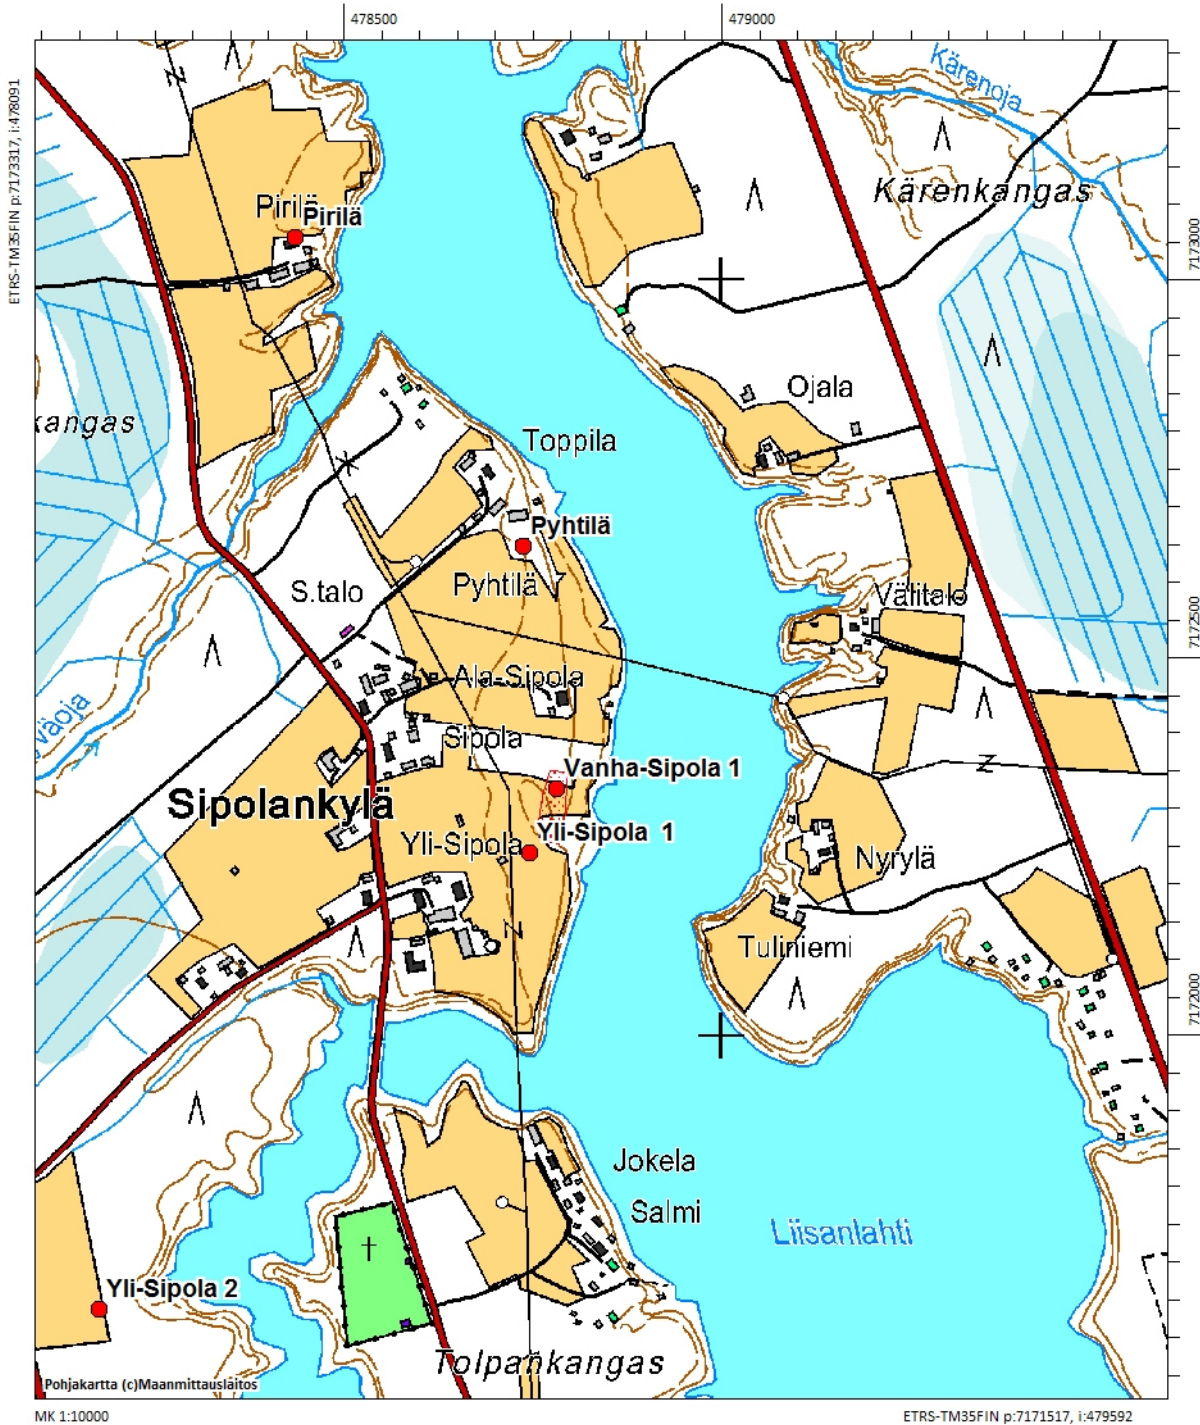 478500
479000
ETRS-TM35FIN p:7173317, i:478091
Kärenoja
Kärenkangas
Pirilä
Pirilä
7173000
Ojala
kangas
Toppila
Pyhtilä
Pyhtilä
S.talo
Välitalo
7172500
Ala-Sipola
Sipola
Vanha-Sipola 1
Sipolankylä
Yli-Sipola 1
Yli-Sipola
Nyrylä
Tuliniemi
7172000
Jokela
Salmi
Liisanlahti
Yli-Sipola 2
Tolpankangas
Pohjakartta (c)Maanmittauslaitos
MK 1:10000
ETRS-TM35FIN p:7171517, i:479592